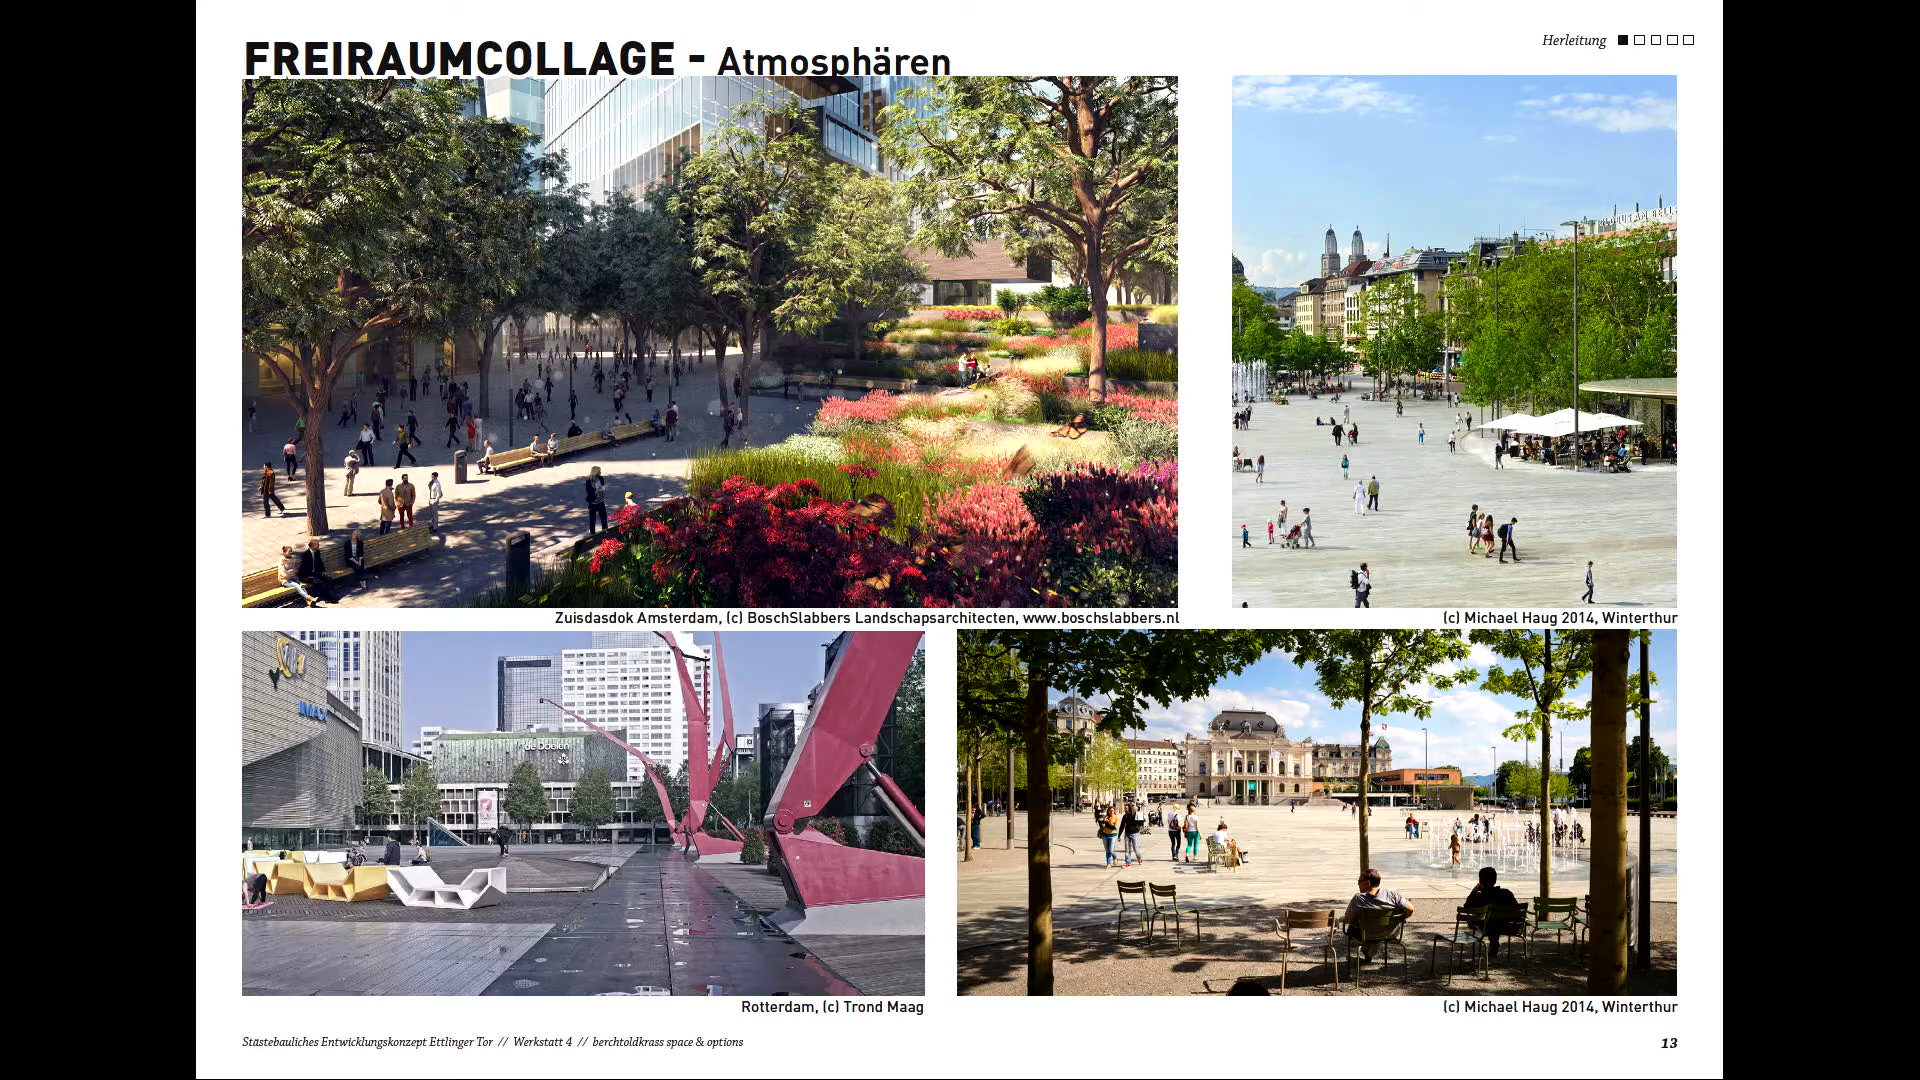 FREIRAUMCOLLAGE - Atmosphären
Herleitung
Zuisdasdok Amsterdam, (c) BoschSlabbers Landschapsarchitecten, www.boschslabbers.nl
(c) Michael Haug 2014, Winterthur
IMAX
de Doelen
Rotterdam, (c) Trond Maag
(c) Michael Haug 2014, Winterthur
Stästebauliches Entwicklungskonzept Ettlinger Tor // Werkstatt 4 // berchtoldkrass space & options
13